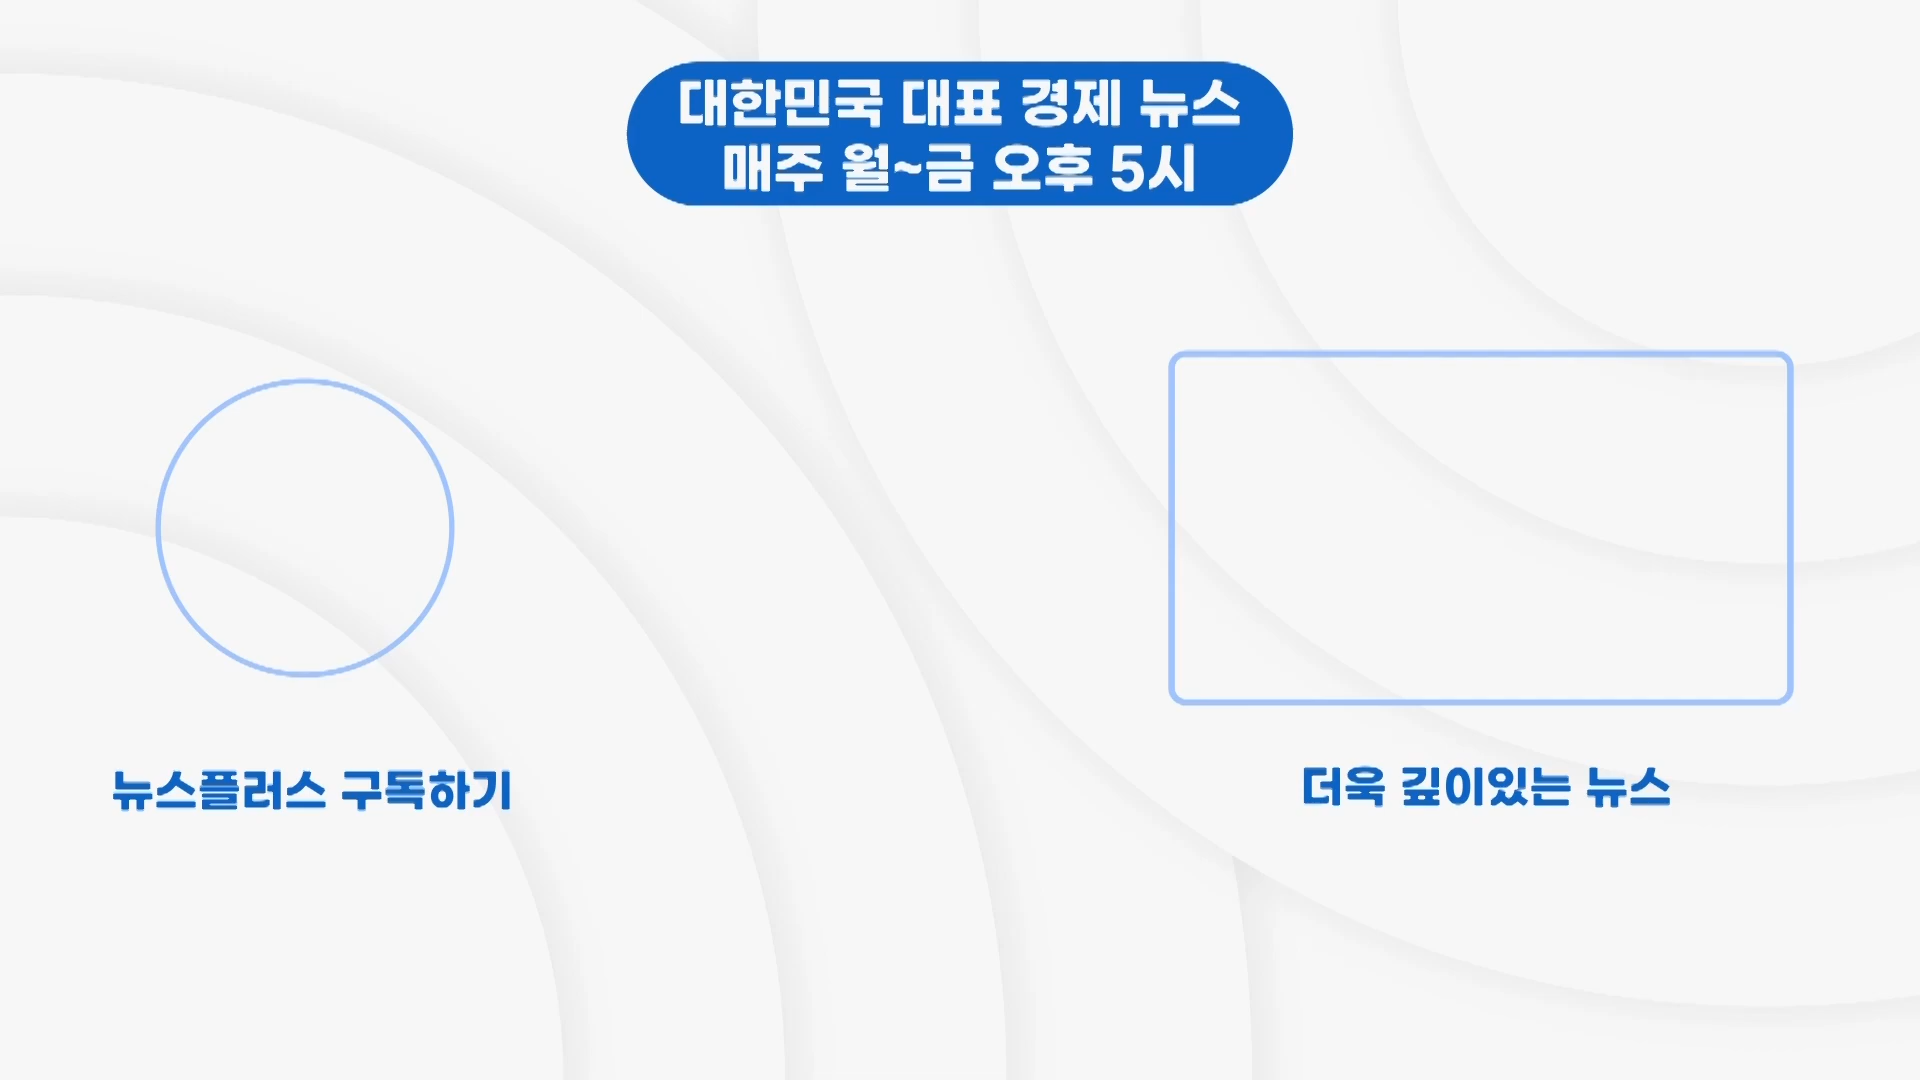 대한민국 대표 경제 뉴스
매주 월~금 오후 5시
뉴스플러스 구독하기
더욱 깊이있는 뉴스